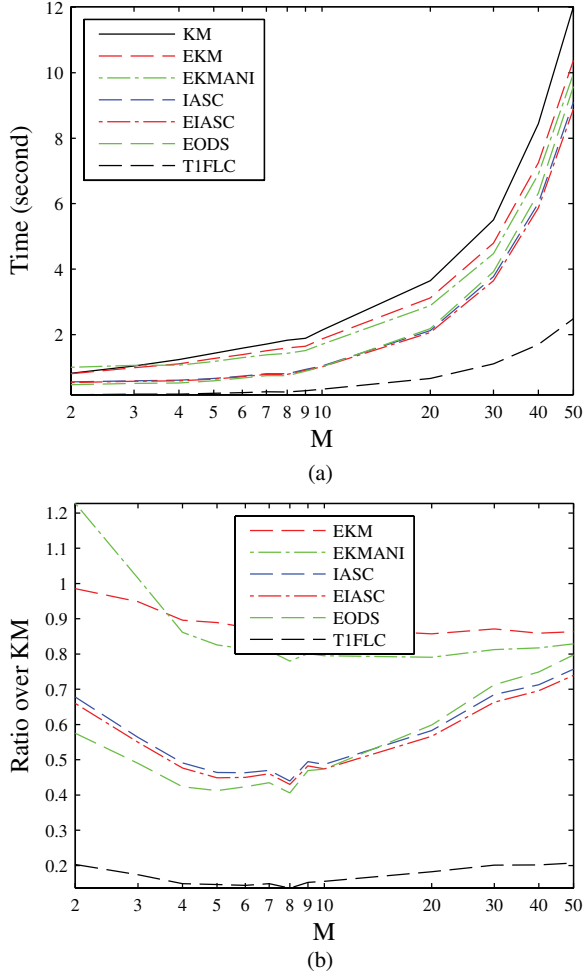 12
10
8
6
4
2
Time (second)
KM
EKM
EKMANI
IASC
EIASC
EODS
T1FLC
2 3 4 5 6 7 8 9 10 20 30 40 50
M
(a)
1.2
1.1
1
0.9
0.8
0.7
0.6
0.5
0.4
0.3
0.2
Ratio over KM
EKM
EKMANI
IASC
EIASC
EODS
T1FLC
2 3 4 5 6 7 8 9 10 20 30 40 50
M
(b)